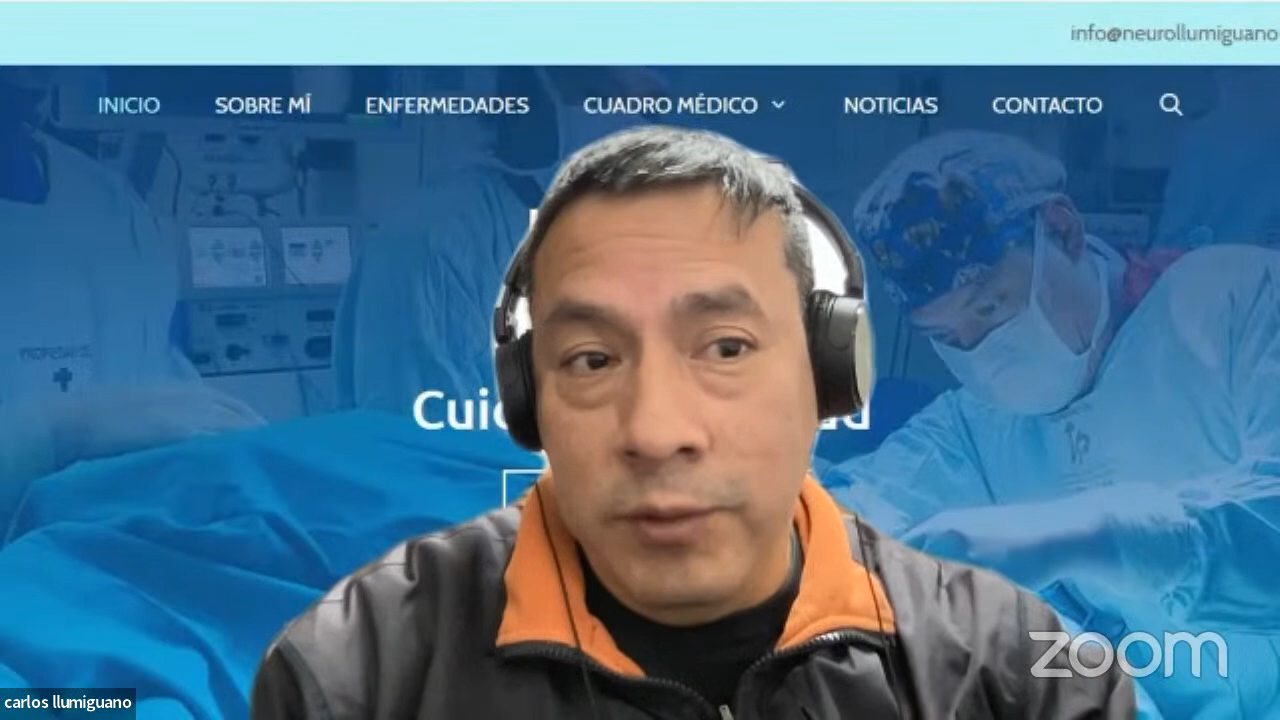 info@neurollumiguano
INICIO SOBRE MÍ ENFERMEDADES CUADRO MÉDICO NOTICIAS CONTACTO
zoom
carlos llumiguano